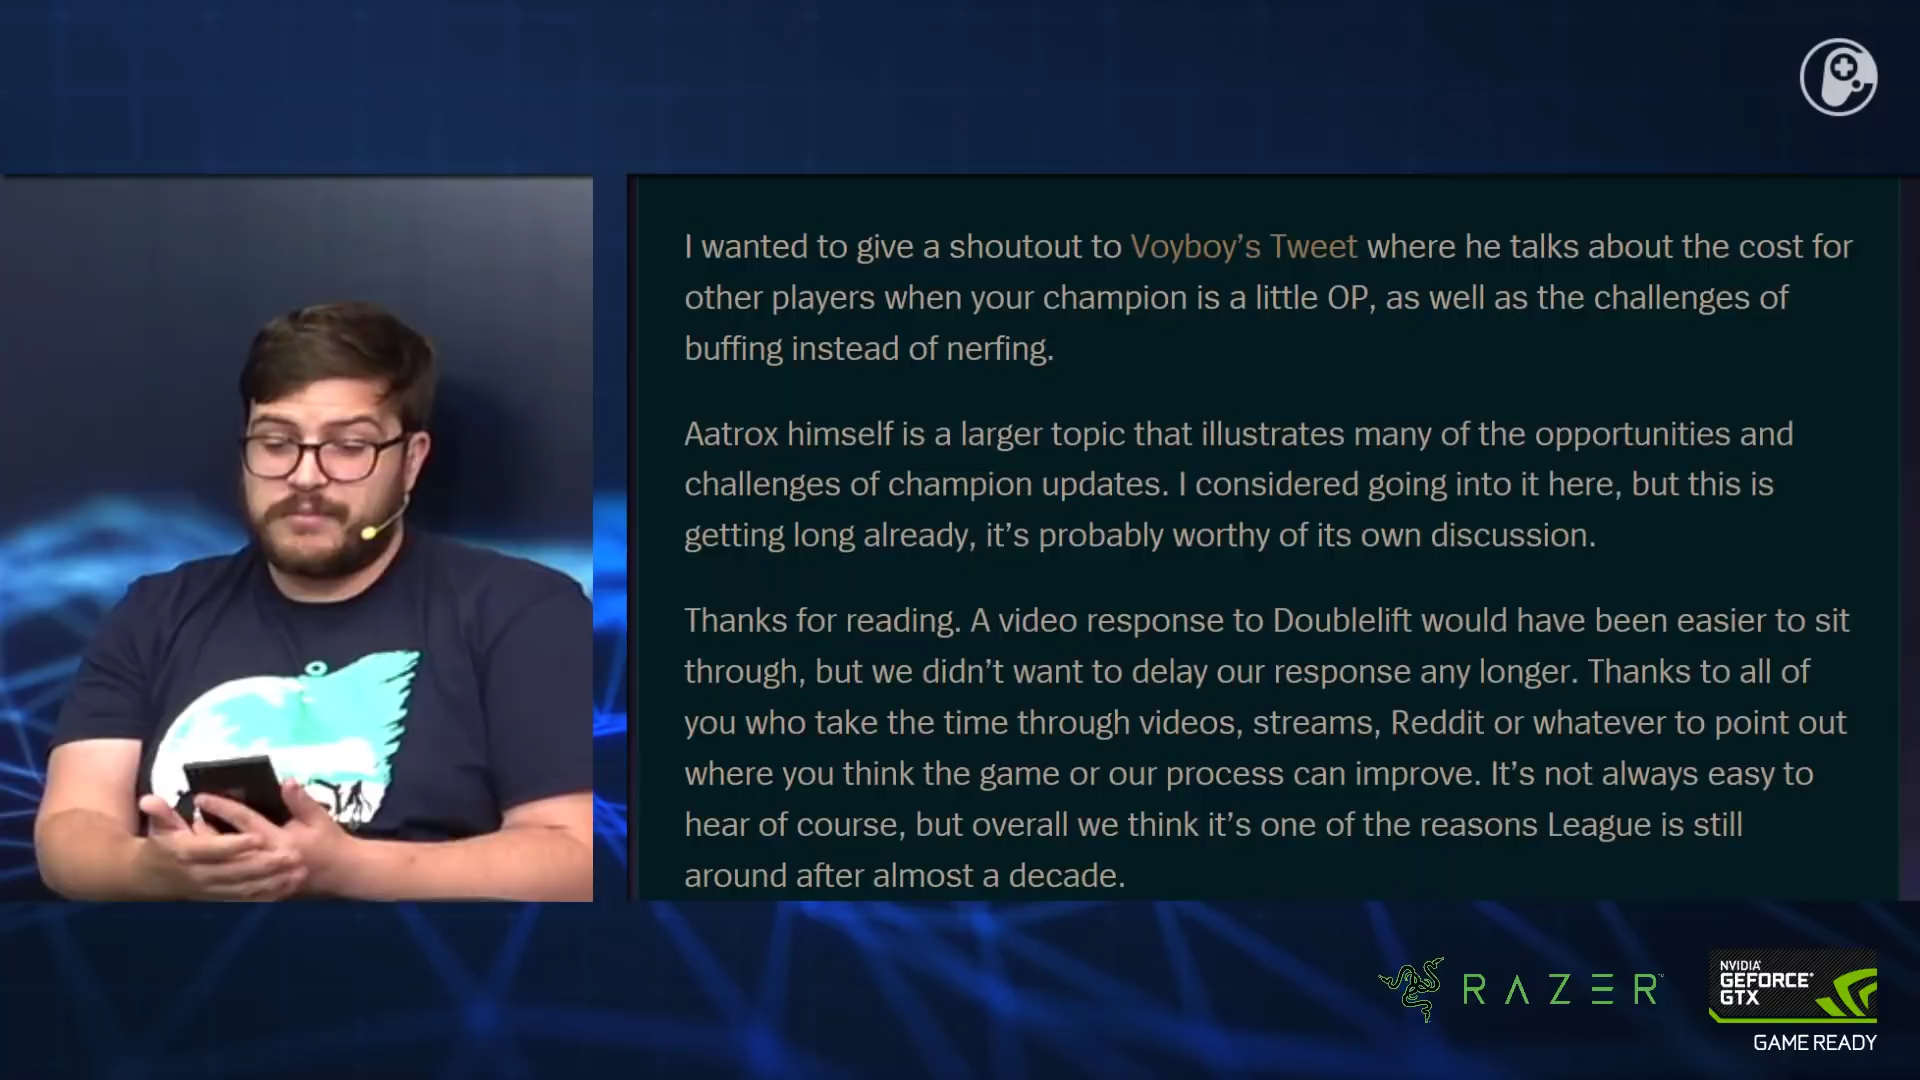 I wanted to give a shoutout to Voyboy’s Tweet where he talks about the cost for
other players when your champion is a little OP, as well as the challenges of
buffing instead of nerfing.
Aatrox himself is a larger topic that illustrates many of the opportunities and
challenges of champion updates. I considered going into it here, but this is
getting long already, it’s probably worthy of its own discussion.
Thanks for reading. A video response to Doublelift would have been easier to sit
through, but we didn’t want to delay our response any longer. Thanks to all of
you who take the time through videos, streams, Reddit or whatever to point out
where you think the game or our process can improve. It’s not always easy to
hear of course, but overall we think it’s one of the reasons League is still
around after almost a decade.
RAZER™
NVIDIA®
GEFORCE®
GTX
GAME READY